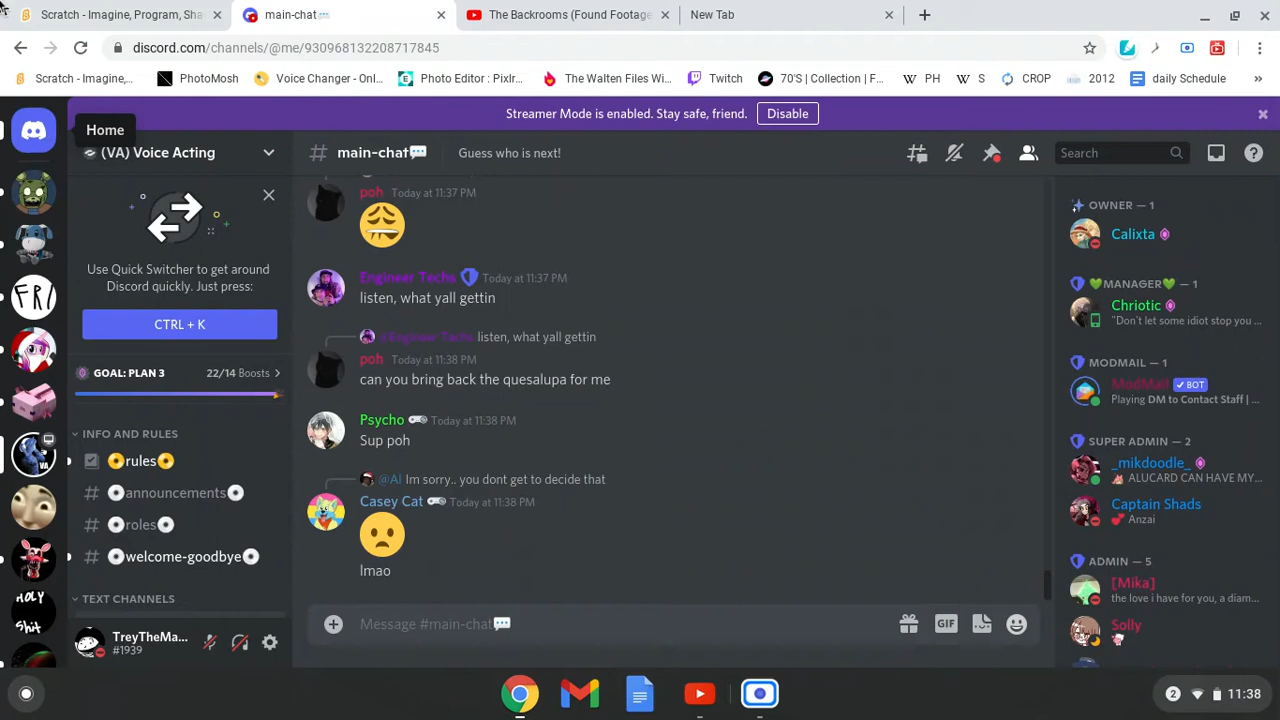 Scratch - Imagine, Program, Sha
main-chat
The Backrooms (Found Footage
New Tab
discord.com/channels/@me/930968132208717845
Scratch - Imagine,...
PhotoMosh
Voice Changer - Onl...
Photo Editor : Pixlr...
The Walten Files Wi...
Twitch
70'S | Collection | F...
W PH
W S
CROP
2012
daily Schedule
»
Streamer Mode is enabled. Stay safe, friend.
Disable
Home
(VA) Voice Acting
# main-chat💬
Guess who is next!
Search
Use Quick Switcher to get around
Discord quickly. Just press:
CTRL + K
GOAL: PLAN 3
22/14 Boosts
INFO AND RULES
rules
# announcements
# roles
# welcome-goodbye
TEXT CHANNELS
TreyTheMa...
#1939
FRI
HOLY
Shit
VA
poh Today at 11:37 PM
Engineer Techs Today at 11:37 PM
listen, what yall gettin
@Engineer Techs listen, what yall gettin
poh Today at 11:38 PM
can you bring back the quesalupa for me
Psycho 🎮 Today at 11:38 PM
Sup poh
@Al Im sorry.. you dont get to decide that
Casey Cat 🎮 Today at 11:38 PM
lmao
Message #main-chat💬
GIF
OWNER — 1
Calixta
💚MANAGER💚 — 1
Chriotic
"Don't let some idiot stop you ...
MODMAIL — 1
ModMail ✓ BOT
Playing DM to Contact Staff | ...
SUPER ADMIN — 2
_mikdoodle_
ALUCARD CAN HAVE MY...
Captain Shads
💕 Anzai
ADMIN — 5
[Mika]
the love i have for you, a diam...
Solly
2
11:38